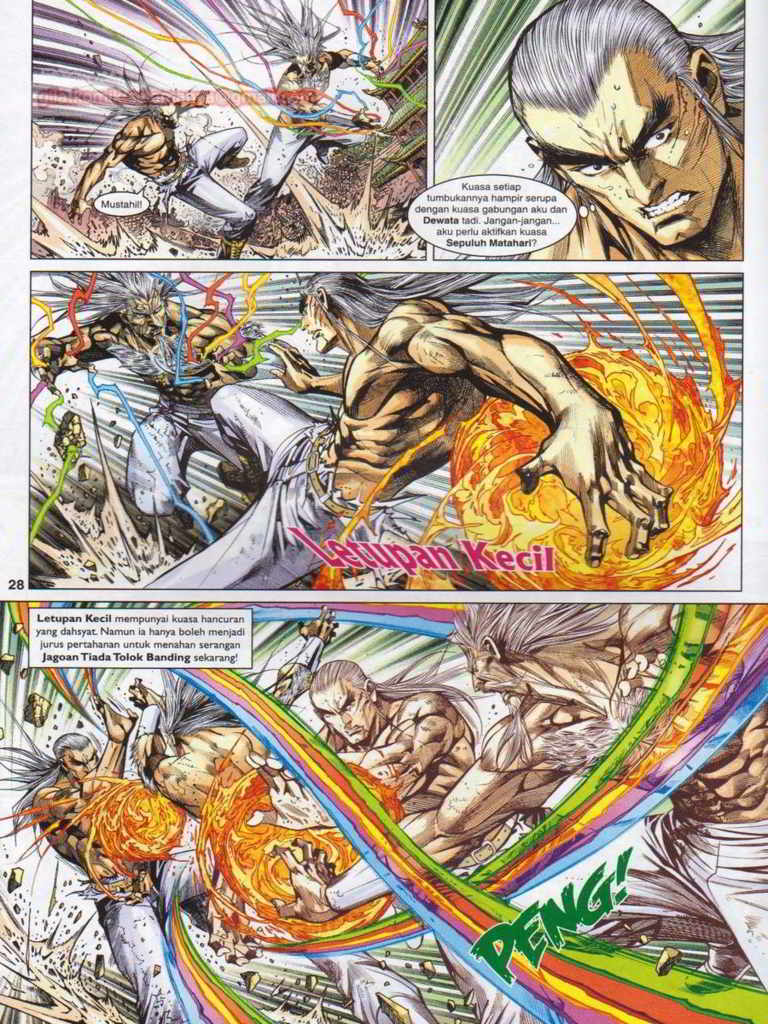 Mustahil!
Kuasa setiap
tumbukannya hampir serupa
dengan kuasa gabungan aku dan
Dewata tadi. Jangan-jangan...
aku perlu aktifkan kuasa
Sepuluh Matahari?
Letupan Kecil
28
Letupan Kecil mempunyai kuasa hancuran
yang dahsyat. Namun ia hanya boleh menjadi
jurus pertahanan untuk menahan serangan
Jagoan Tiada Tolok Banding sekarang!
PENG!